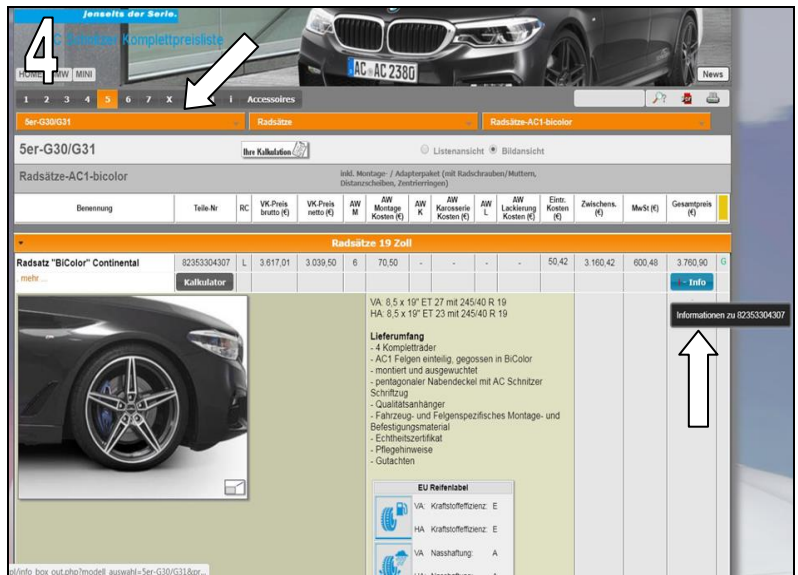 jenseits der Serie.
4
Schnitzer Komplettpreisliste
AC AC 2380
HOME MINI
News
1 2 3 4 5 6 7 X i Accessoires
5er-G30/G31 Radsätze Radsätze-AC1-bicolor
5er-G30/G31 Ihre Kalkulation Listenansicht Bildansicht
Radsätze-AC1-bicolor
inkl. Montage- / Adapterpaket (mit Radschrauben/Muttern,
Distanzscheiben, Zentrierringen)
Benennung Teile-Nr RC VK-Preis brutto (€) VK-Preis netto (€) AW M AW Montage Kosten (€) AW K AW Karosserie Kosten (€) AW L AW Lackierung Kosten (€) Eintr. Kosten (€) Zwischens. (€) MwSt (€) Gesamtpreis (€)
Radsätze 19 Zoll
Radsatz "BiColor" Continental 82353304307 L 3.617,01 3.039,50 6 70,50 - - - - 50,42 3.160,42 600,48 3.760,90 G
mehr ... Kalkulator Info
Informationen zu 82353304307
VA: 8,5 x 19" ET 27 mit 245/40 R 19
HA: 8,5 x 19" ET 23 mit 245/40 R 19
Lieferumfang
- 4 Kompletträder
- AC1 Felgen einteilig, gegossen in BiColor
- montiert und ausgewuchtet
- pentagonaler Nabendeckel mit AC Schnitzer
Schriftzug
- Qualitätsanhänger
- Fahrzeug- und Felgenspezifisches Montage- und
Befestigungsmaterial
- Echtheitszertifikat
- Pflegehinweise
- Gutachten
EU Reifenlabel
VA: Kraftstoffeffizienz: E
HA Kraftstoffeffizienz: E
VA Nasshaftung: A
ol/info_box_out.php?modell_auswahl=5er-G30/G31&pr...